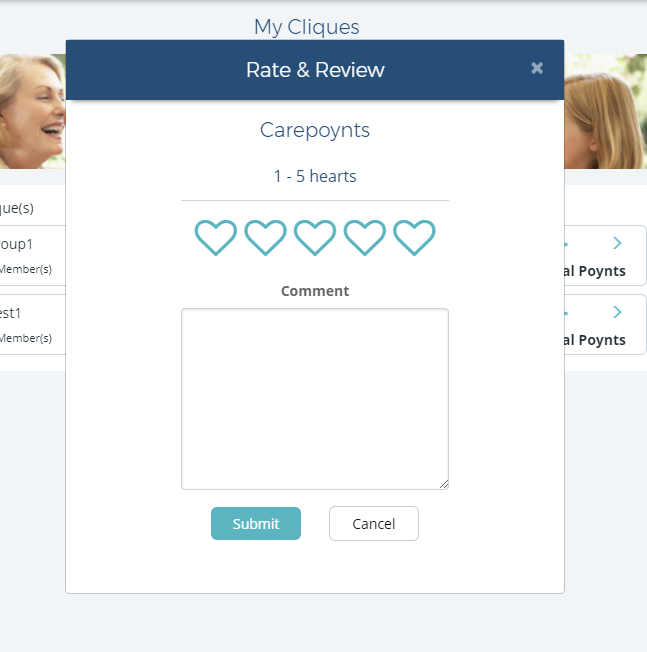 My Cliques
Rate & Review
×
Carepoynts
1 - 5 hearts
Comment
Submit
Cancel
que(s)
oup1
Member(s)
al Poynts
est1
Member(s)
al Poynts